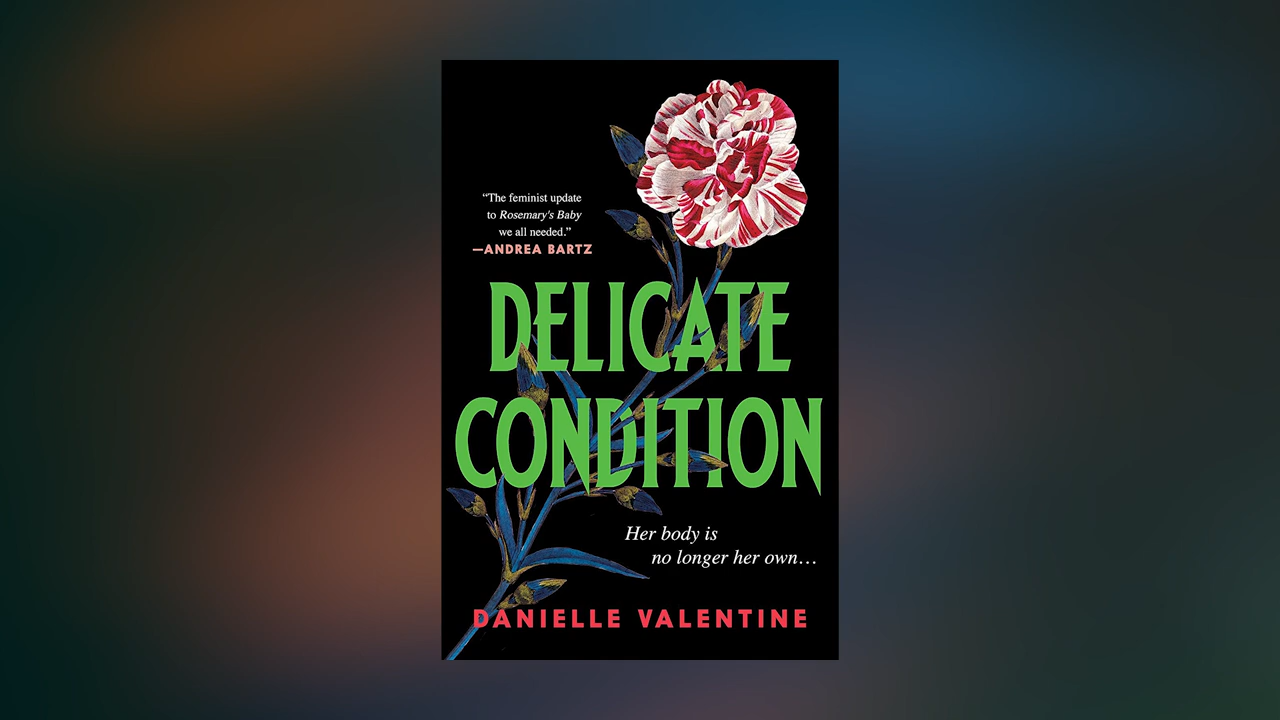 “The feminist update
to Rosemary's Baby
we all needed.”
—ANDREA BARTZ
DELICATE
CONDITION
Her body is
no longer her own…
DANIELLE VALENTINE